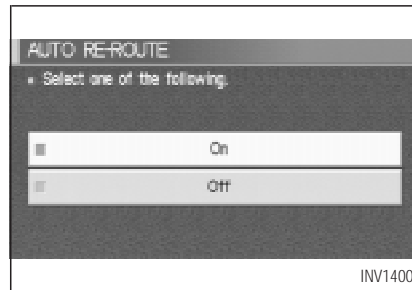 AUTO RE-ROUTE
Select one of the following.
On
Off
INV1400